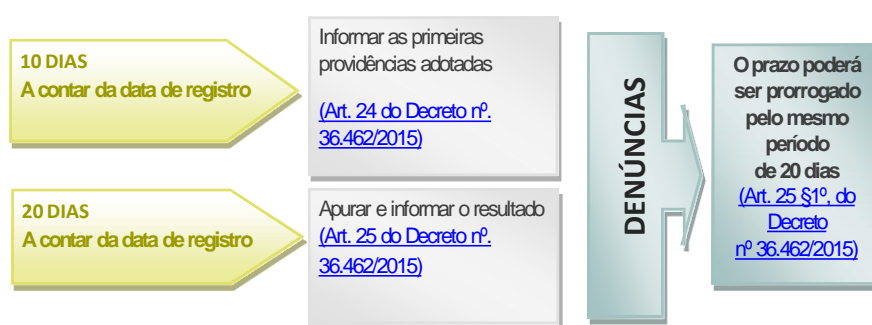 10 DIAS
A contar da data de registro
Informar as primeiras
providências adotadas
(Art. 24 do Decreto nº.
36.462/2015)
20 DIAS
A contar da data de registro
Apurar e informar o resultado
(Art. 25 do Decreto nº.
36.462/2015)
DENÚNCIAS
O prazo poderá
ser prorrogado
pelo mesmo
período
de 20 dias
(Art. 25 §1º, do
Decreto
nº 36.462/2015)